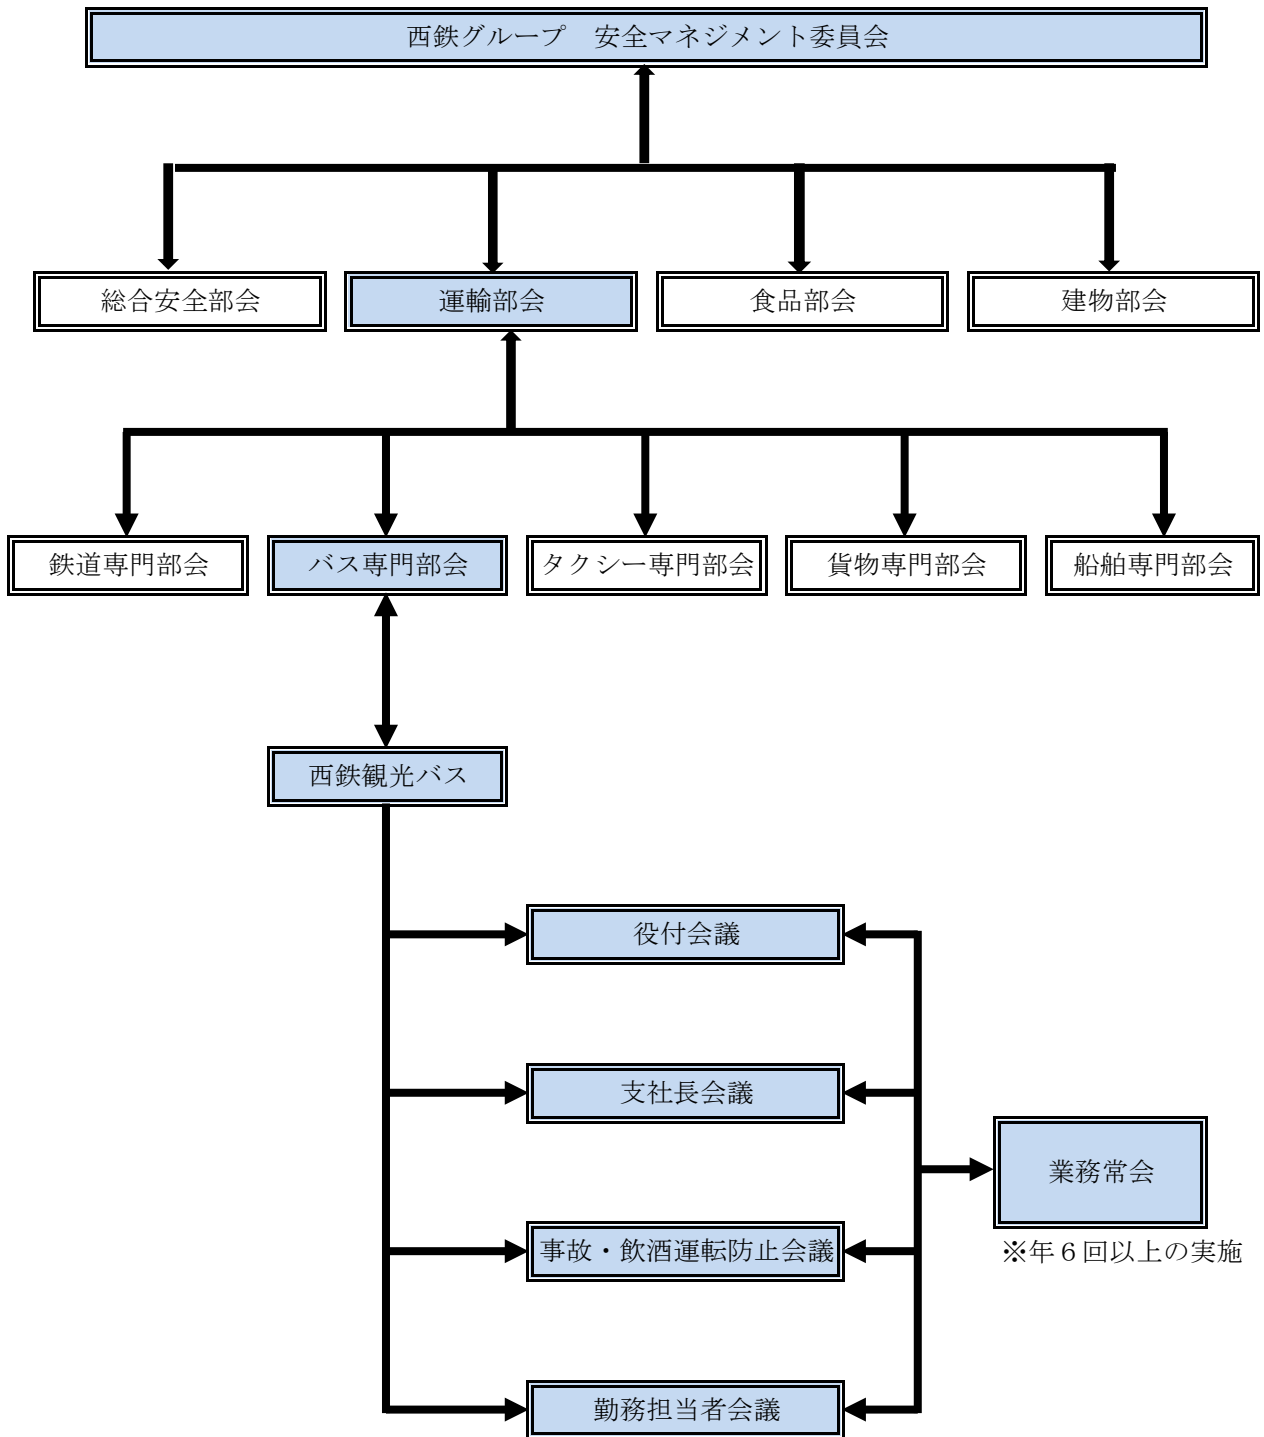 西鉄グループ　安全マネジメント委員会
総合安全部会
運輸部会
食品部会
建物部会
鉄道専門部会
バス専門部会
タクシー専門部会
貨物専門部会
船舶専門部会
西鉄観光バス
役付会議
支社長会議
業務常会
事故・飲酒運転防止会議
※年６回以上の実施
勤務担当者会議